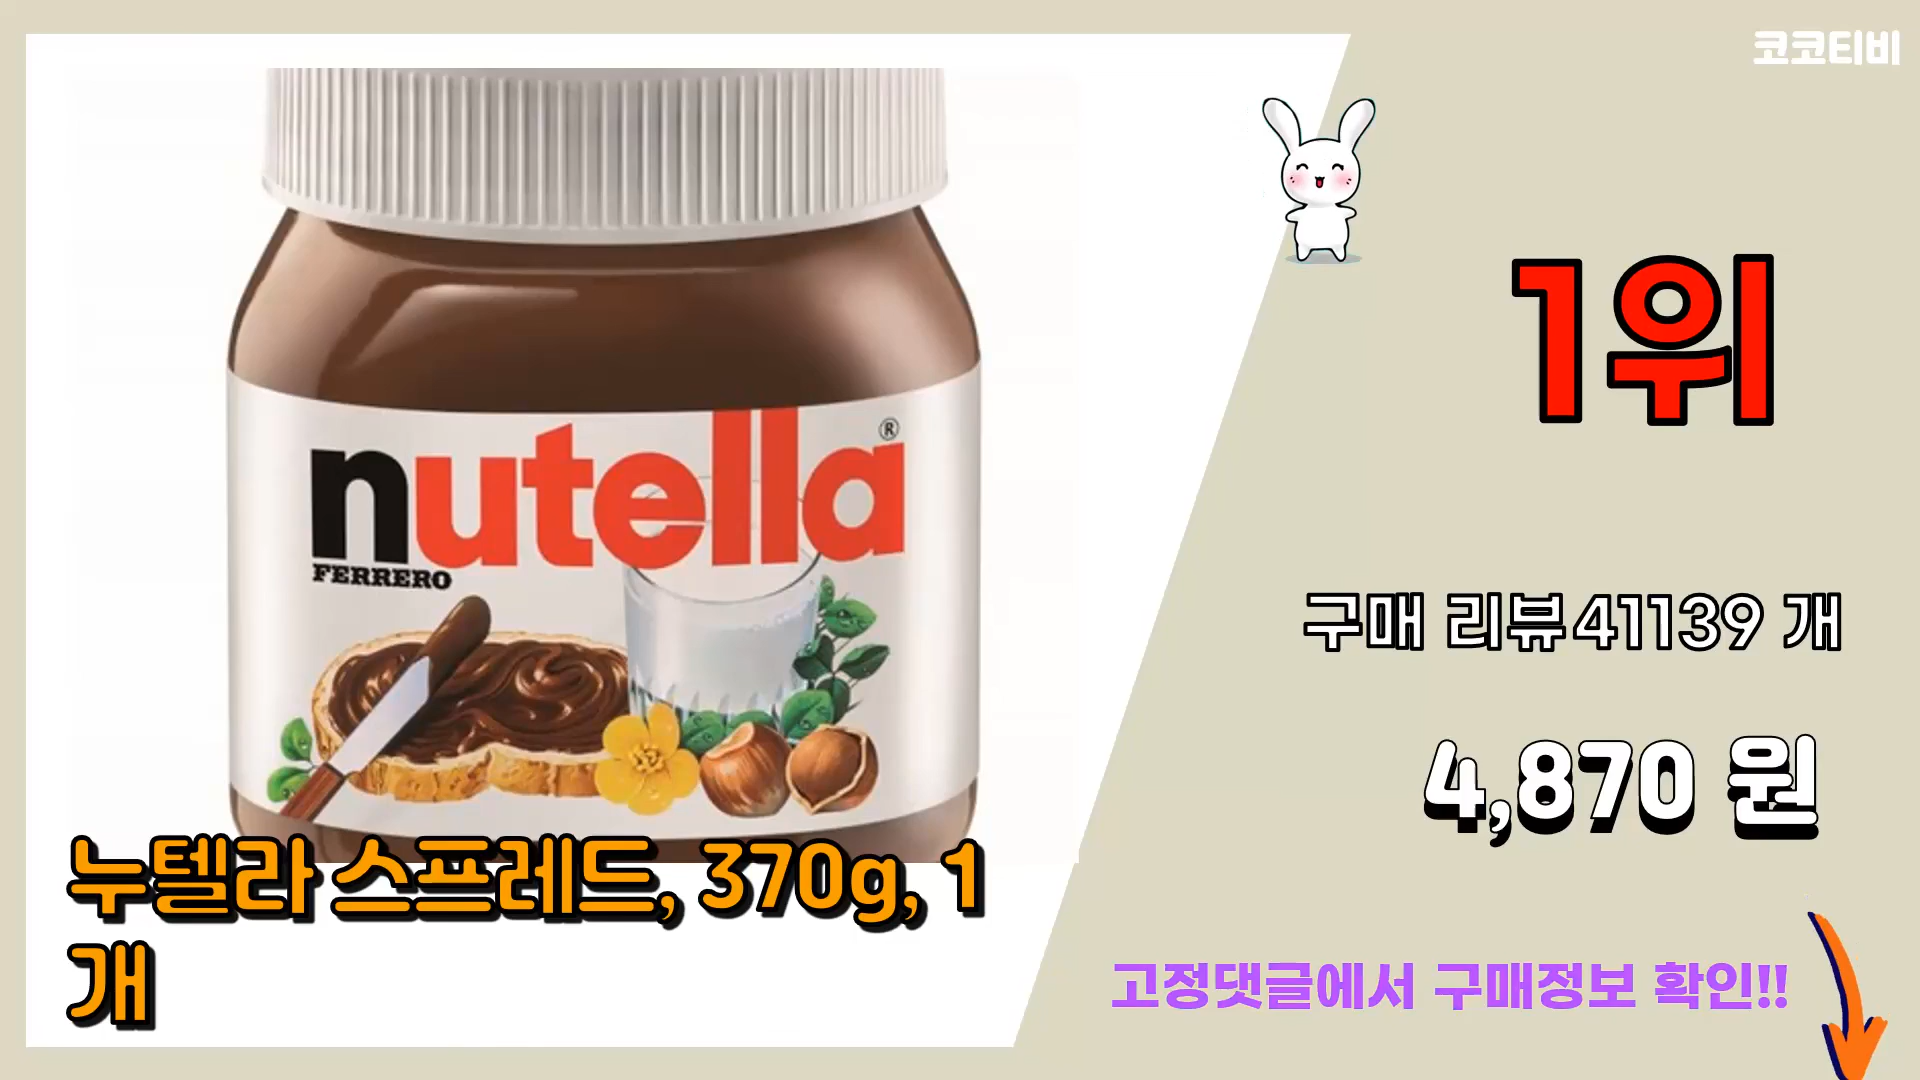 코코티비
1위
nutella®
FERRERO
구매 리뷰41139 개
4,870 원
누텔라 스프레드, 370g, 1
개
고정댓글에서 구매정보 확인!!